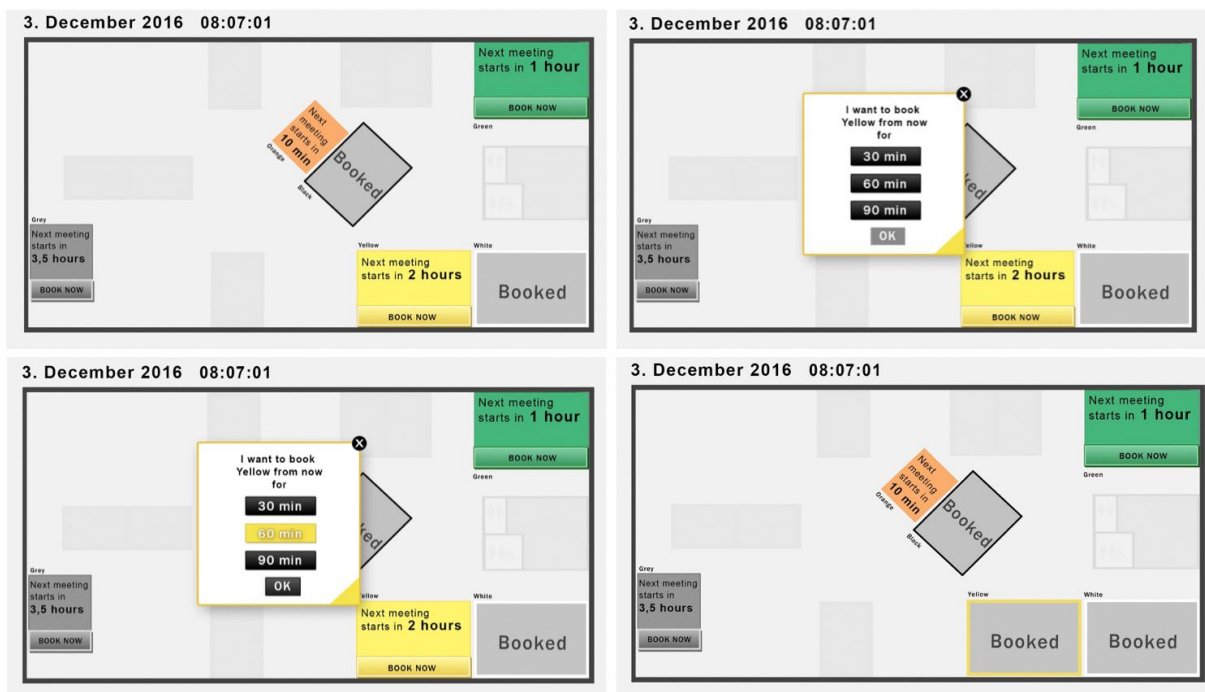 3. December 2016 08:07:01
Next meeting
starts in 1 hour
BOOK NOW
Green
Next
meeting
starts in
10 min
Orange
Booked
Black
Grey
Next meeting
starts in
3,5 hours
BOOK NOW
Yellow
Next meeting
starts in 2 hours
BOOK NOW
White
Booked
3. December 2016 08:07:01
Next meeting
starts in 1 hour
BOOK NOW
Green
I want to book
Yellow from now
for
30 min
60 min
90 min
OK
ked
Grey
Next meeting
starts in
3,5 hours
BOOK NOW
ellow
Next meeting
starts in 2 hours
BOOK NOW
White
Booked
3. December 2016 08:07:01
Next meeting
starts in 1 hour
BOOK NOW
Green
I want to book
Yellow from now
for
30 min
60 min
90 min
OK
ked
Grey
Next meeting
starts in
3,5 hours
BOOK NOW
ellow
Next meeting
starts in 2 hours
BOOK NOW
White
Booked
3. December 2016 08:07:01
Next meeting
starts in 1 hour
BOOK NOW
Green
Next
meeting
starts in
10 min
Orange
Booked
Black
Grey
Next meeting
starts in
3,5 hours
BOOK NOW
Yellow
Booked
White
Booked